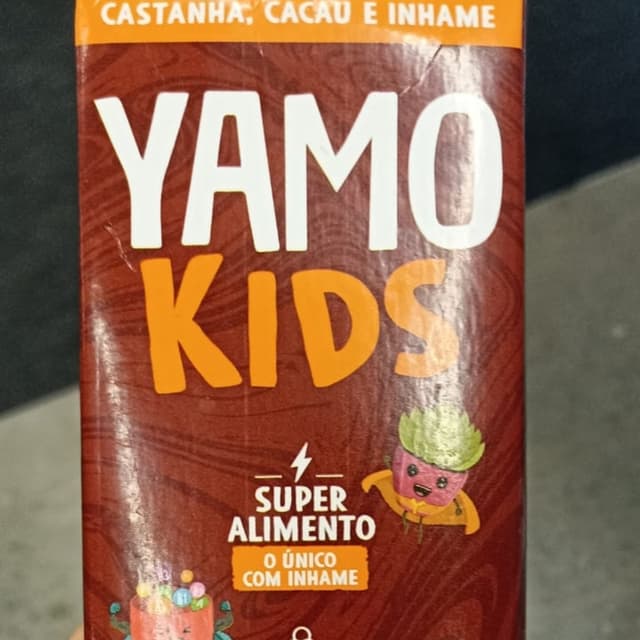 CASTANHA, CACAU E INHAME
YAMO
KIDS
SUPER
ALIMENTO
O ÚNICO
COM INHAME